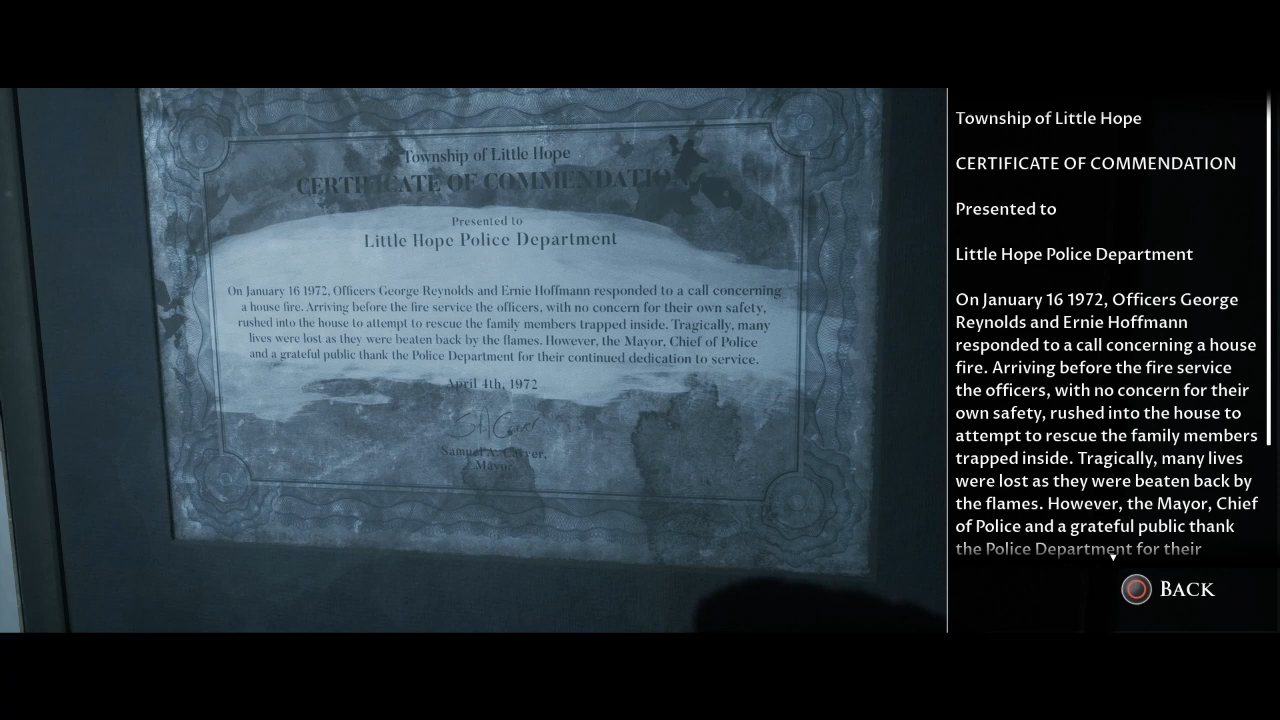 Township of Little Hope
CERTIFICATE OF COMMENDATION
Presented to
Little Hope Police Department
On January 16 1972, Officers George Reynolds and Ernie Hoffmann responded to a call concerning
a house fire. Arriving before the fire service the officers, with no concern for their own safety,
rushed into the house to attempt to rescue the family members trapped inside. Tragically, many
lives were lost as they were beaten back by the flames. However, the Mayor, Chief of Police
and a grateful public thank the Police Department for their continued dedication to service.
April 4th, 1972
Samuel A. Carver,
Mayor
Township of Little Hope
CERTIFICATE OF COMMENDATION
Presented to
Little Hope Police Department
On January 16 1972, Officers George
Reynolds and Ernie Hoffmann
responded to a call concerning a house
fire. Arriving before the fire service
the officers, with no concern for their
own safety, rushed into the house to
attempt to rescue the family members
trapped inside. Tragically, many lives
were lost as they were beaten back by
the flames. However, the Mayor, Chief
of Police and a grateful public thank
the Police Department for their
BACK